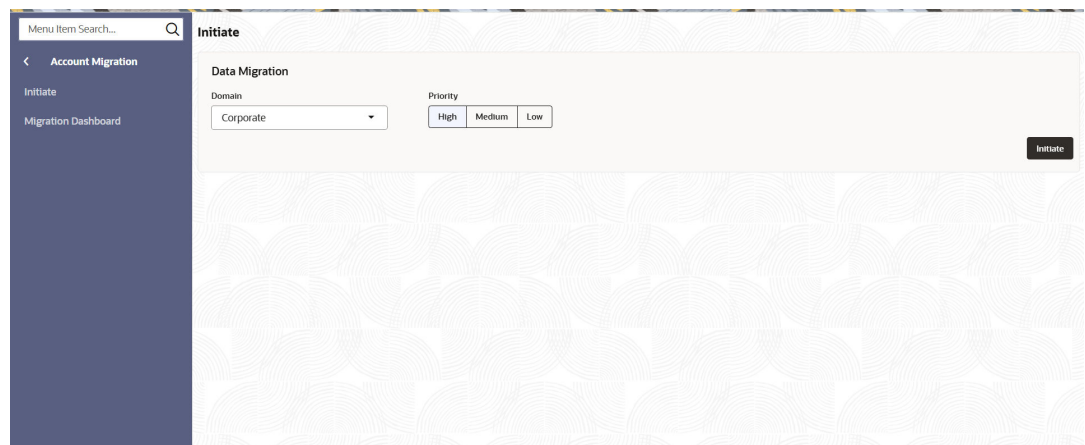 Menu Item Search...
Account Migration
Initiate
Migration Dashboard
Initiate
Data Migration
Domain
Priority
Corporate
High Medium Low
Initiate